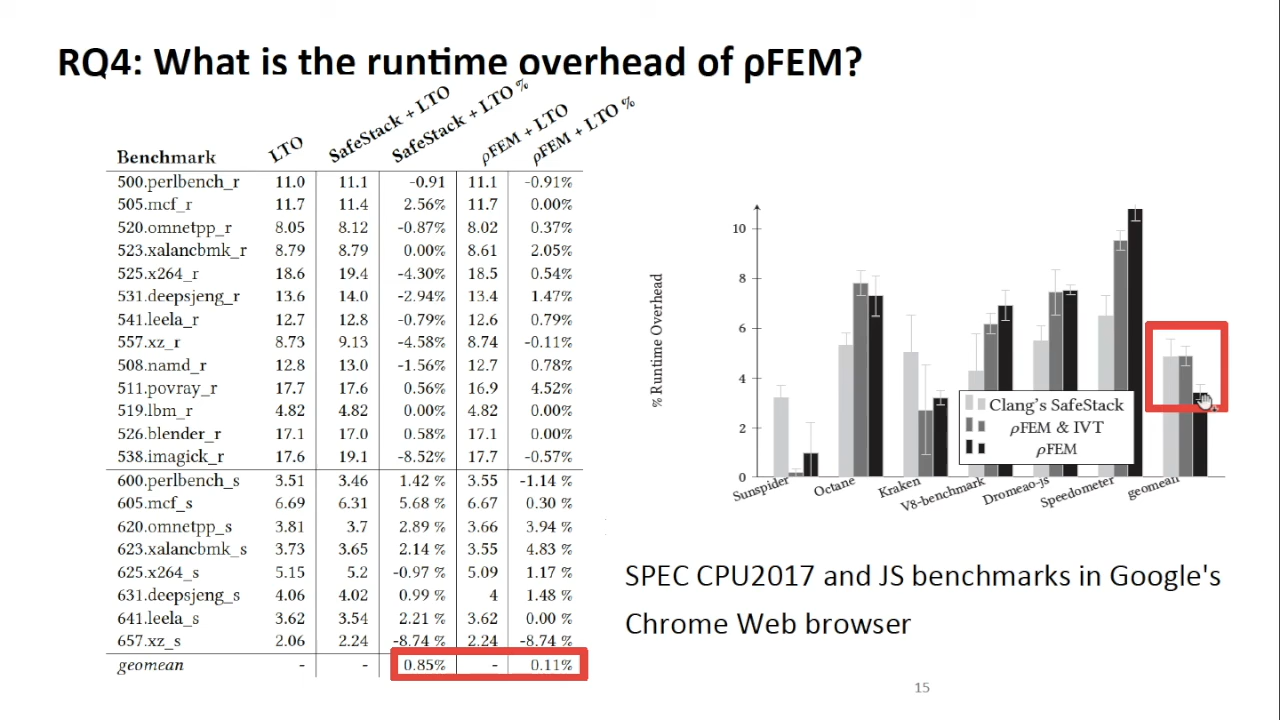 RQ4: What is the runtime overhead of ρFEM?
Benchmark LTO SafeStack + LTO SafeStack + LTO % ρFEM + LTO ρFEM + LTO %
500.perlbench_r 11.0 11.1 -0.91 11.1 -0.91%
505.mcf_r 11.7 11.4 2.56% 11.7 0.00%
520.omnetpp_r 8.05 8.12 -0.87% 8.02 0.37%
523.xalancbmk_r 8.79 8.79 0.00% 8.61 2.05%
525.x264_r 18.6 19.4 -4.30% 18.5 0.54%
531.deepsjeng_r 13.6 14.0 -2.94% 13.4 1.47%
541.leela_r 12.7 12.8 -0.79% 12.6 0.79%
557.xz_r 8.73 9.13 -4.58% 8.74 -0.11%
508.namd_r 12.8 13.0 -1.56% 12.7 0.78%
511.povray_r 17.7 17.6 0.56% 16.9 4.52%
519.lbm_r 4.82 4.82 0.00% 4.82 0.00%
526.blender_r 17.1 17.0 0.58% 17.1 0.00%
538.imagick_r 17.6 19.1 -8.52% 17.7 -0.57%
600.perlbench_s 3.51 3.46 1.42 % 3.55 -1.14 %
605.mcf_s 6.69 6.31 5.68 % 6.67 0.30 %
620.omnetpp_s 3.81 3.7 2.89 % 3.66 3.94 %
623.xalancbmk_s 3.73 3.65 2.14 % 3.55 4.83 %
625.x264_s 5.15 5.2 -0.97 % 5.09 1.17 %
631.deepsjeng_s 4.06 4.02 0.99 % 4 1.48 %
641.leela_s 3.62 3.54 2.21 % 3.62 0.00 %
657.xz_s 2.06 2.24 -8.74 % 2.24 -8.74 %
geomean - - 0.85% - 0.11%
% Runtime Overhead
10
8
6
4
2
0
Clang's SafeStack
ρFEM & IVT
ρFEM
Sunspider Octane Kraken V8-benchmark Dromeao-js Speedometer geomean
SPEC CPU2017 and JS benchmarks in Google's
Chrome Web browser
15